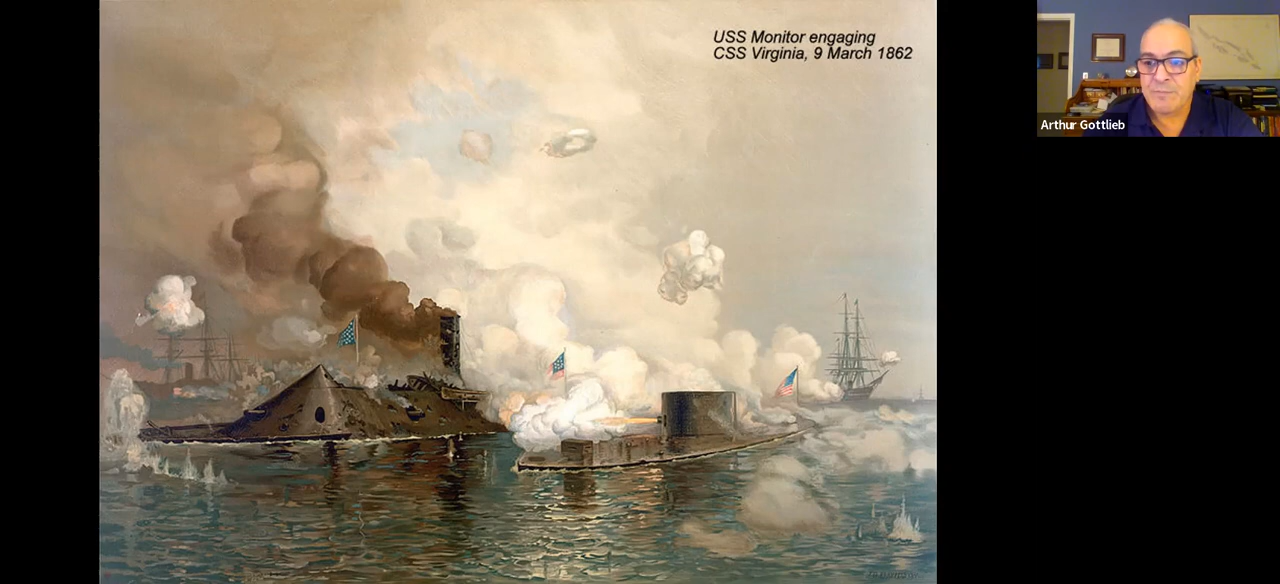 USS Monitor engaging
CSS Virginia, 9 March 1862
Arthur Gottlieb